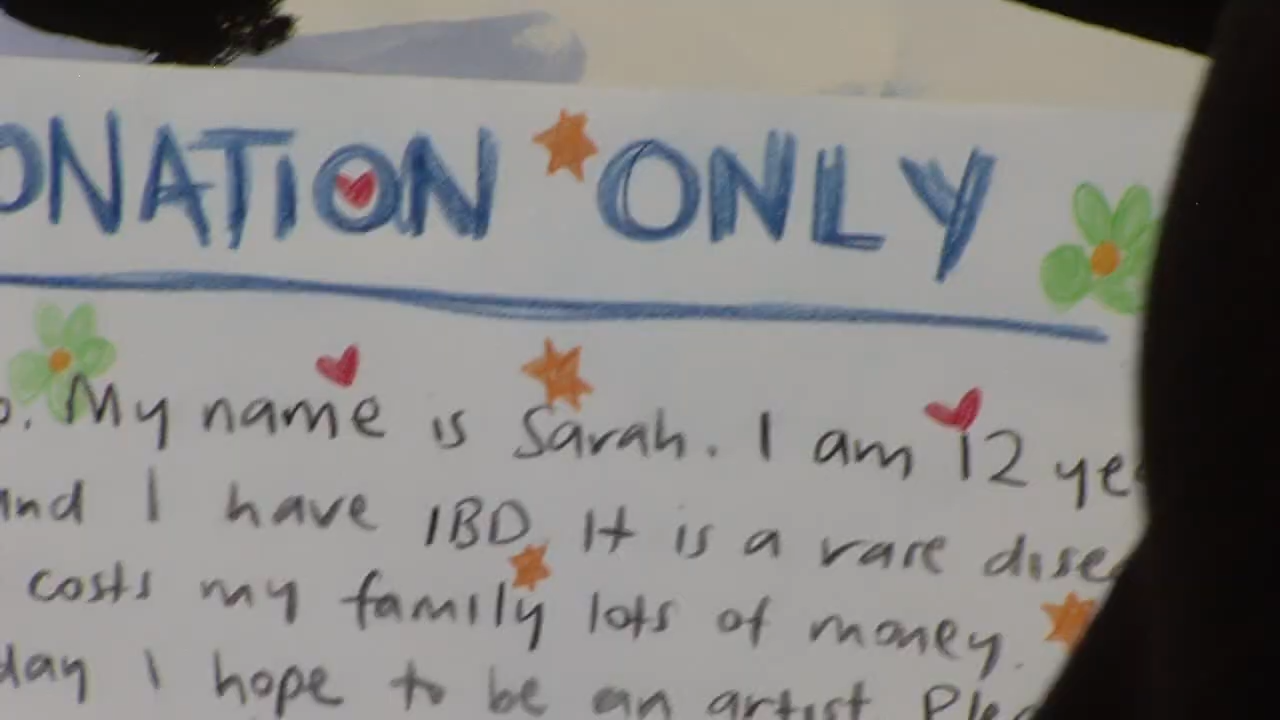 ONATION ONLY
o. My name is Sarah. I am 12 ye
and I have IBD. It is a rare dise
costs my family lots of money.
day I hope to be an artist. Plea